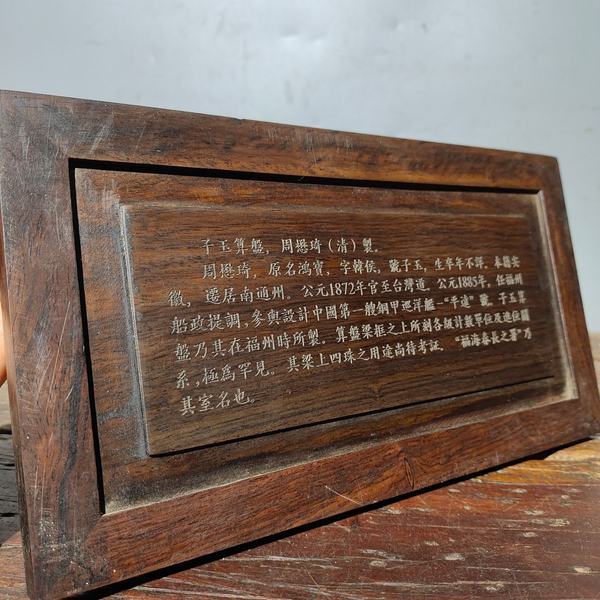 子玉算盤，周懋琦（清）製。
周懋琦，原名鴻寶，字韓侯，號子玉，生卒年不詳。本籍安
徽，遷居南通州。公元1872年官至台灣道。公元1885年，任福州
船政提調，參與設計中國第一艘鋼甲巡洋艦—“平遠”號。子玉算
盤乃其在福州時所製。算盤梁框之上所刻各級計數單位及進位關
系，極為罕見。其梁上四珠之用途尚待考証。“福海春長之署”乃
其室名也。